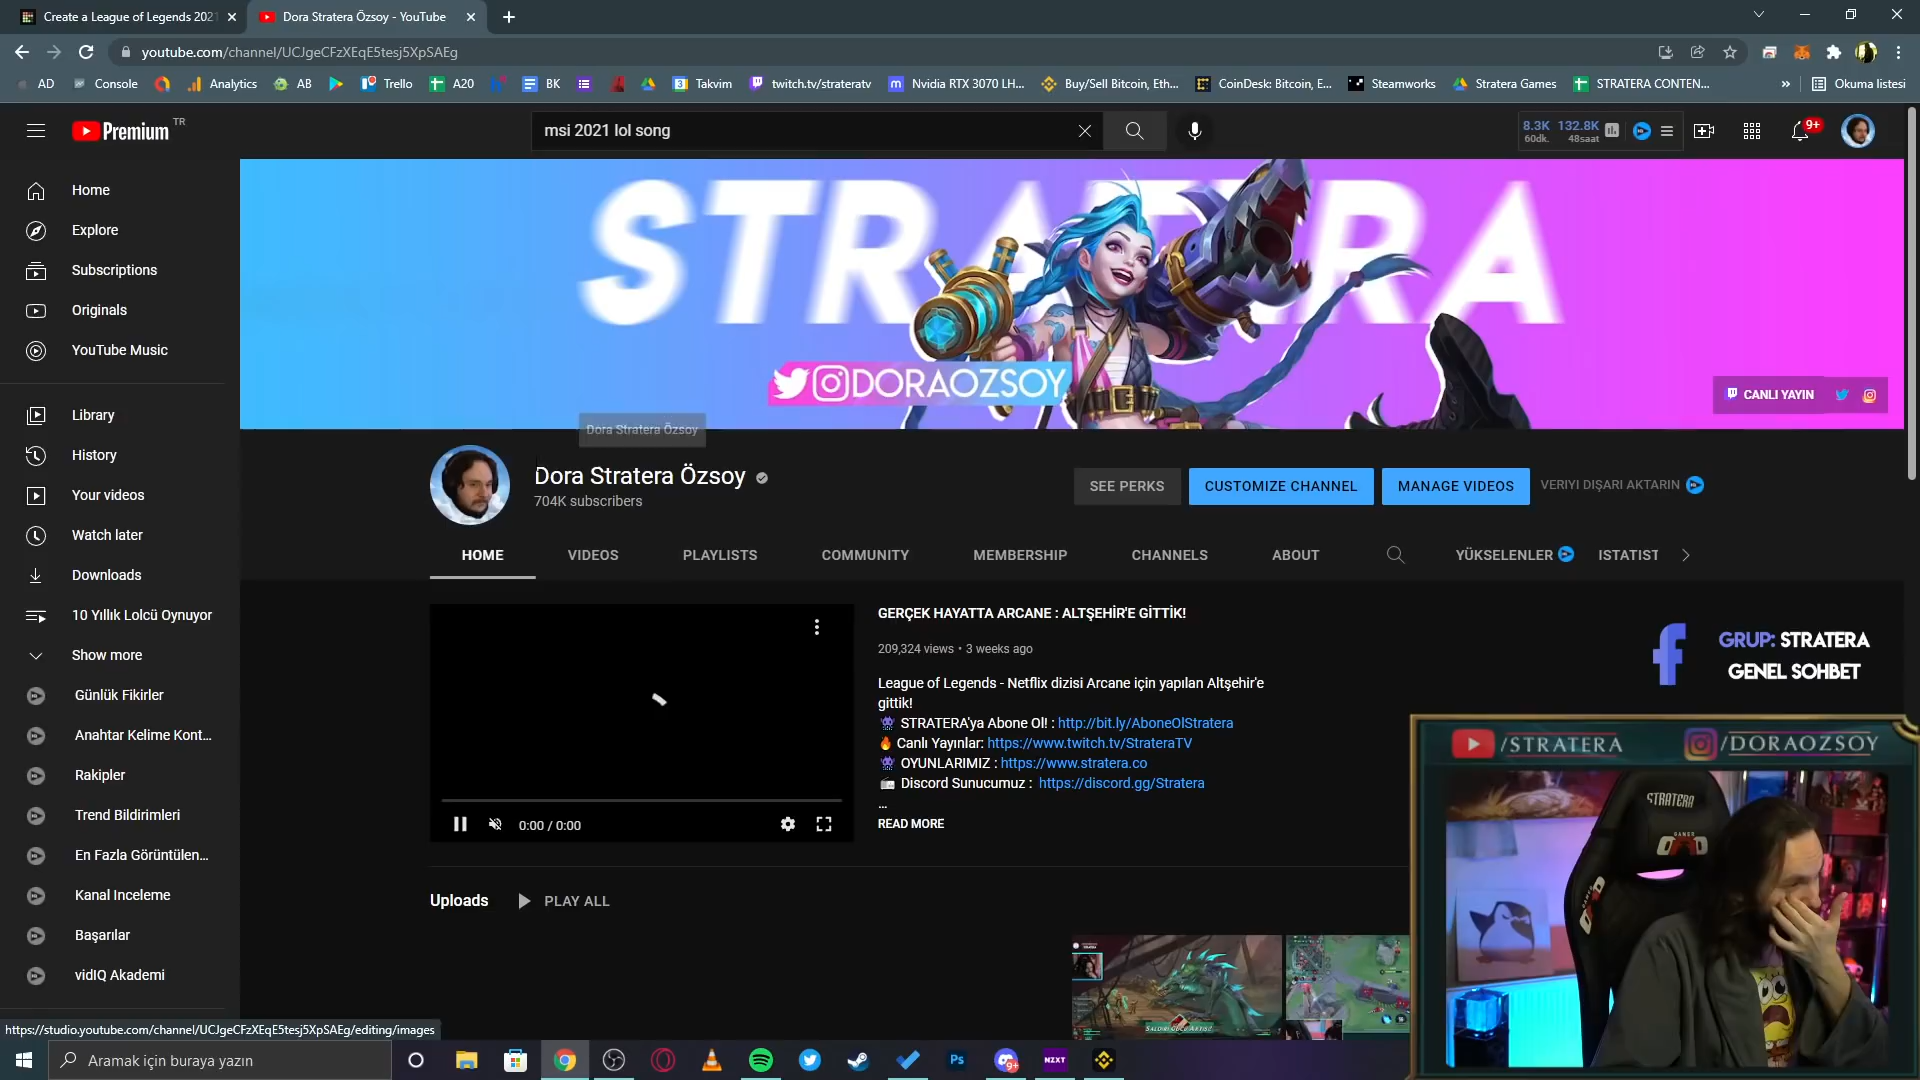 Create a League of Legends 2021
Dora Stratera Özsoy - YouTube
youtube.com/channel/UCJgeCFzXEqE5tesj5XpSAEg
AD
Console
Analytics
AB
Trello
A20
BK
Takvim
twitch.tv/strateratv
Nvidia RTX 3070 LH...
Buy/Sell Bitcoin, Eth...
CoinDesk: Bitcoin, E...
Steamworks
Stratera Games
STRATERA CONTEN...
»
Okuma listesi
Premium
TR
msi 2021 lol song
8.3K 132.8K
60dk. 48saat
9+
Home
Explore
Subscriptions
Originals
YouTube Music
Library
History
Your videos
Watch later
Downloads
10 Yıllık Lolcü Oynuyor
Show more
Günlük Fikirler
Anahtar Kelime Kont...
Rakipler
Trend Bildirimleri
En Fazla Görüntülen...
Kanal Inceleme
Başarılar
vidIQ Akademi
STRATERA
DORAOZSOY
CANLI YAYIN
Dora Stratera Özsoy
Dora Stratera Özsoy
704K subscribers
SEE PERKS
CUSTOMIZE CHANNEL
MANAGE VIDEOS
VERIYI DIŞARI AKTARIN
HOME
VIDEOS
PLAYLISTS
COMMUNITY
MEMBERSHIP
CHANNELS
ABOUT
YÜKSELENLER
ISTATIST
0:00 / 0:00
GERÇEK HAYATTA ARCANE : ALTŞEHİR'E GİTTİK!
209,324 views • 3 weeks ago
League of Legends - Netflix dizisi Arcane için yapılan Altşehir'e
gittik!
STRATERA'ya Abone Ol! : http://bit.ly/AboneOlStratera
Canlı Yayınlar: https://www.twitch.tv/StrateraTV
OYUNLARIMIZ : https://www.stratera.co
Discord Sunucumuz : https://discord.gg/Stratera
...
READ MORE
GRUP: STRATERA
GENEL SOHBET
Uploads
PLAY ALL
/STRATERA
/DORAOZSOY
STRATERA
GAMER
SALDIRI GÜCÜ ARTIŞI!
https://studio.youtube.com/channel/UCJgeCFzXEqE5tesj5XpSAEg/editing/images
Aramak için buraya yazın
Ps
9+
NZXT